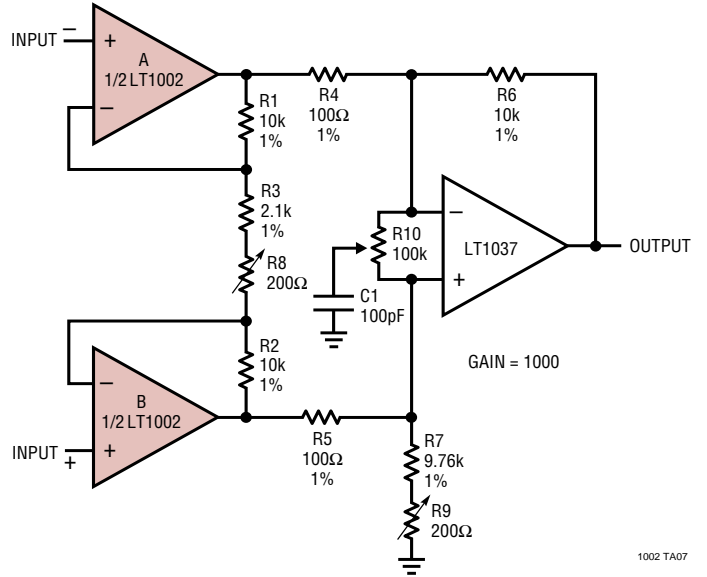 INPUT –
+
A
1/2 LT1002
–
R1
10k
1%
R4
100Ω
1%
R6
10k
1%
R3
2.1k
1%
R8
200Ω
R10
100k
C1
100pF
–
LT1037
+
OUTPUT
GAIN = 1000
R2
10k
1%
–
B
1/2 LT1002
+
INPUT
+
R5
100Ω
1%
R7
9.76k
1%
R9
200Ω
1002 TA07